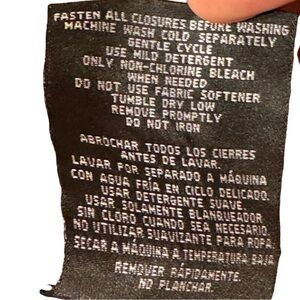 FASTEN ALL CLOSURES BEFORE WASHING
MACHINE WASH COLD SEPARATELY
GENTLE CYCLE
USE MILD DETERGENT
ONLY NON-CHLORINE BLEACH
WHEN NEEDED
DO NOT USE FABRIC SOFTENER
TUMBLE DRY LOW
REMOVE PROMPTLY
DO NOT IRON
ABROCHAR TODOS LOS CIERRES
ANTES DE LAVAR.
LAVAR POR SEPARADO A MÁQUINA
CON AGUA FRÍA EN CICLO DELICADO.
USAR DETERGENTE SUAVE
USAR SOLAMENTE BLANQUEADOR
SIN CLORO CUANDO SEA NECESARIO.
NO UTILIZAR SUAVIZANTE PARA ROPA.
SECAR A MÁQUINA A TEMPERATURA BAJA
REMOVER RÁPIDAMENTE.
NO PLANCHAR.